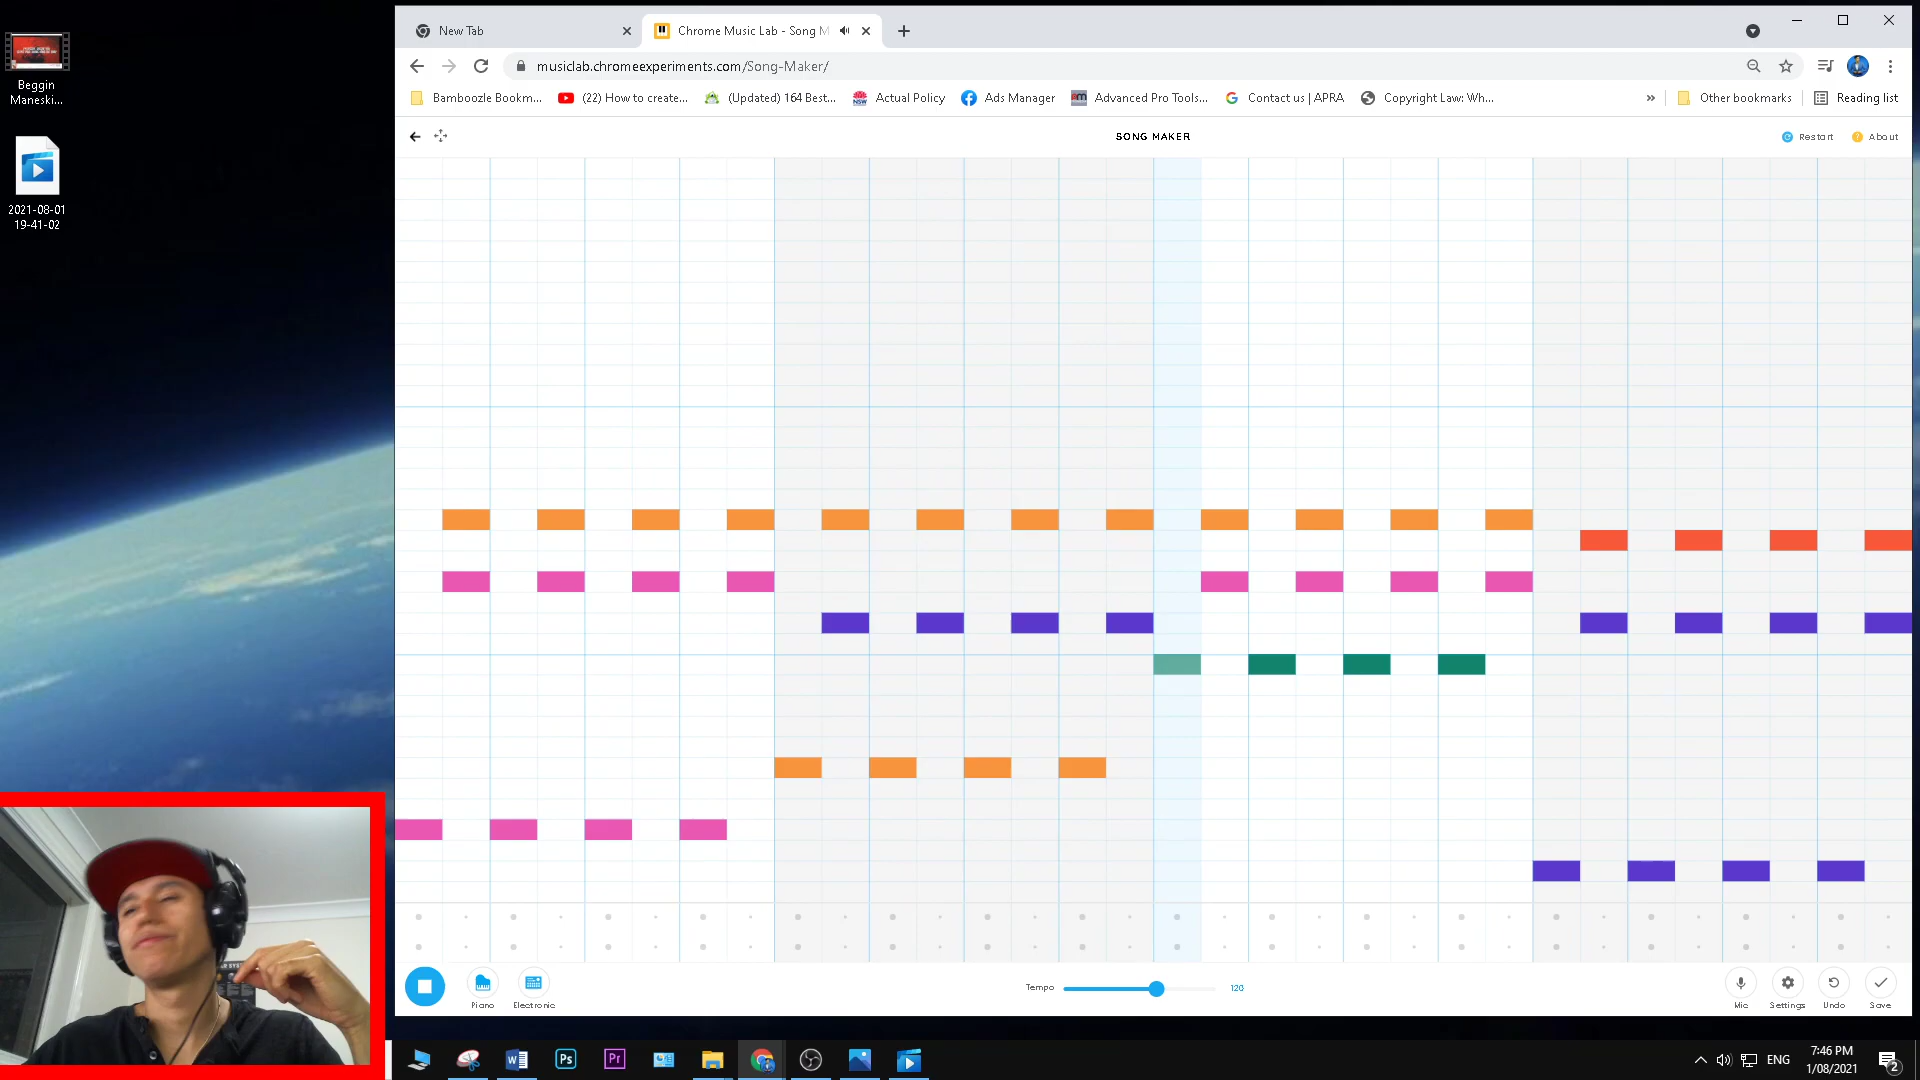 Beggin
Maneski...
2021-08-01
19-41-02
New Tab
Chrome Music Lab - Song M
musiclab.chromeexperiments.com/Song-Maker/
Bamboozle Bookm...
(22) How to create...
(Updated) 164 Best...
Actual Policy
Ads Manager
Advanced Pro Tools...
Contact us | APRA
Copyright Law: Wh...
»
Other bookmarks
Reading list
SONG MAKER
Restart
? About
Piano
Electronic
Tempo
120
Mic
Settings
Undo
Save
W
Ps
Pr
ENG
7:46 PM
1/08/2021
2